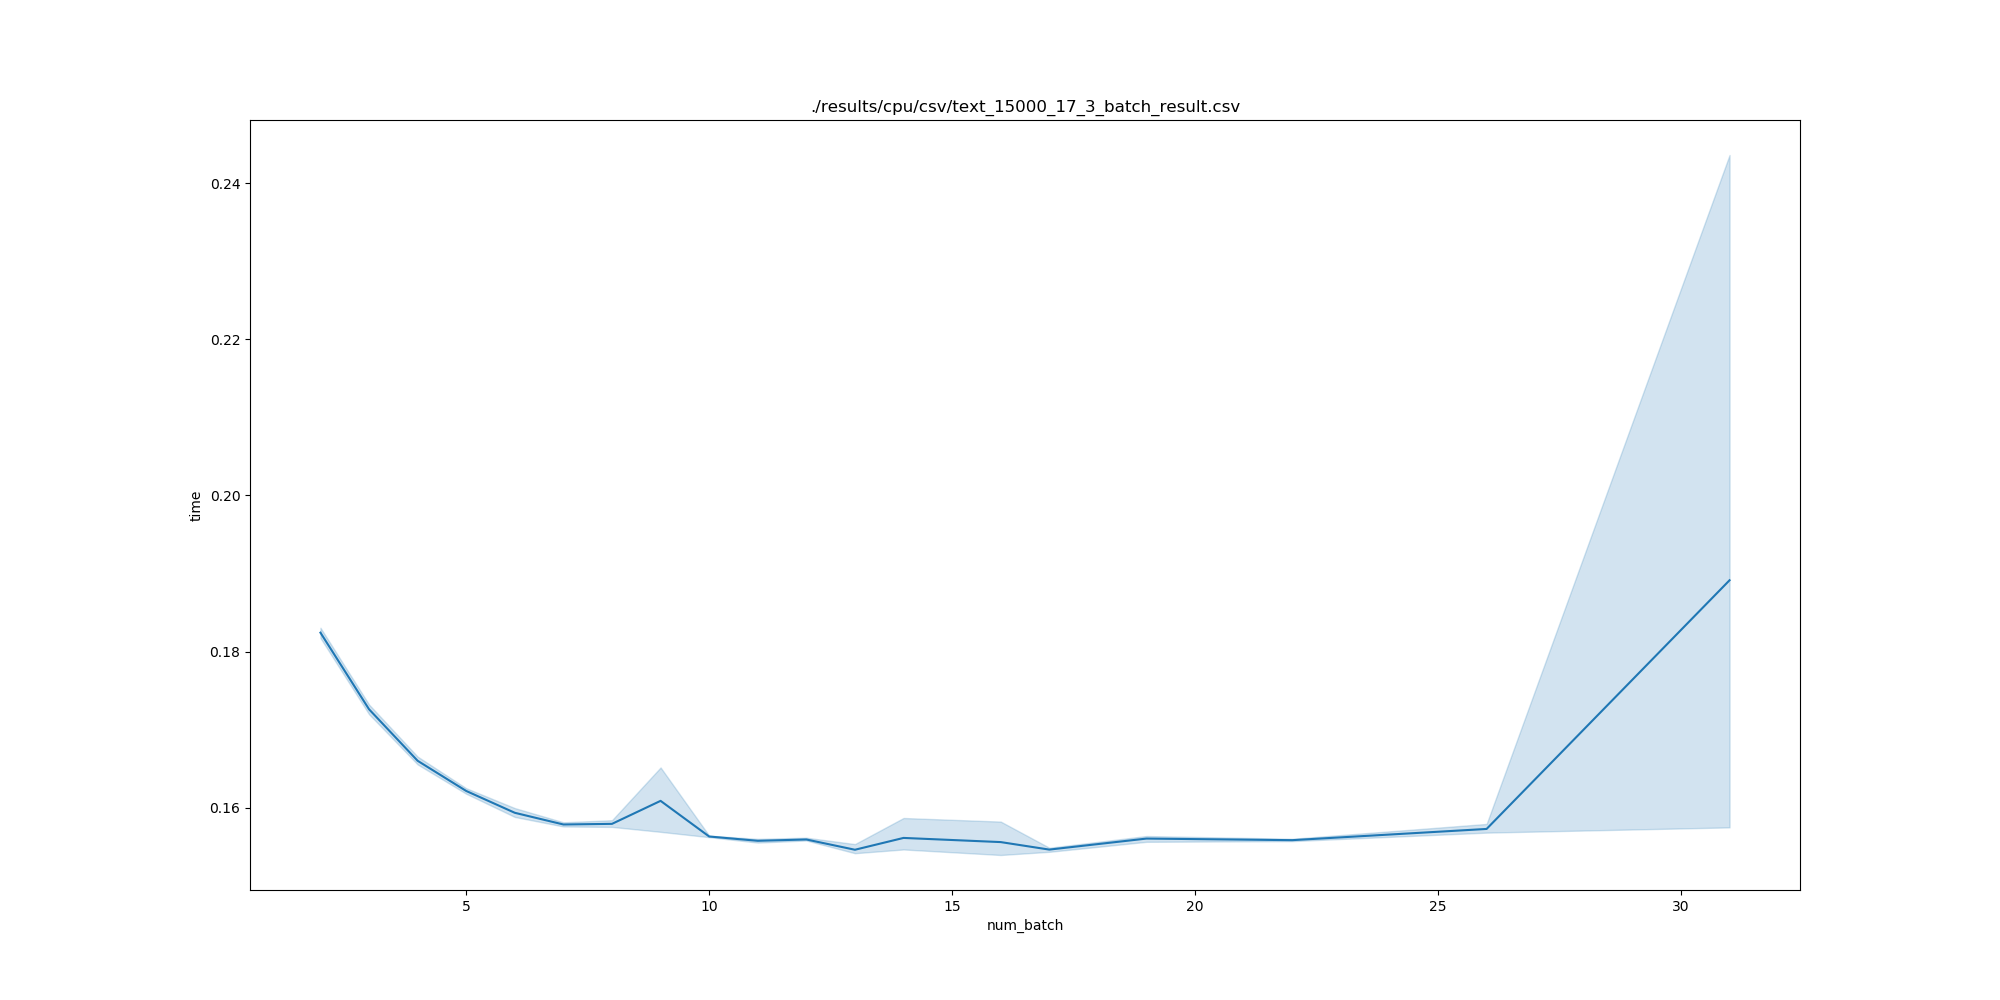 ./results/cpu/csv/text_15000_17_3_batch_result.csv
0.24
0.22
0.20
0.18
0.16
time
5 10 15 20 25 30
num_batch